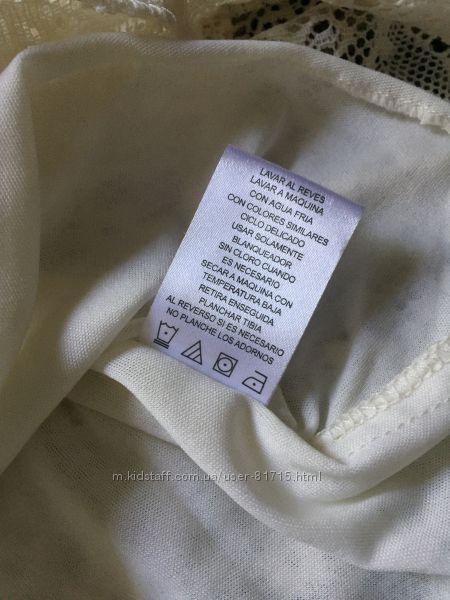 LAVAR AL REVES
LAVAR A MAQUINA
CON AGUA FRIA
CON COLORES SIMILARES
CICLO DELICADO
USAR SOLAMENTE
BLANQUEADOR
SIN CLORO CUANDO
ES NECESARIO
SECAR A MAQUINA CON
TEMPERATURA BAJA
RETIRA ENSEGUIDA
PLANCHAR TIBIA
AL REVERSO SI ES NECESARIO
NO PLANCHE LOS ADORNOS
m.kidstaff.com.ua/user-81715.html